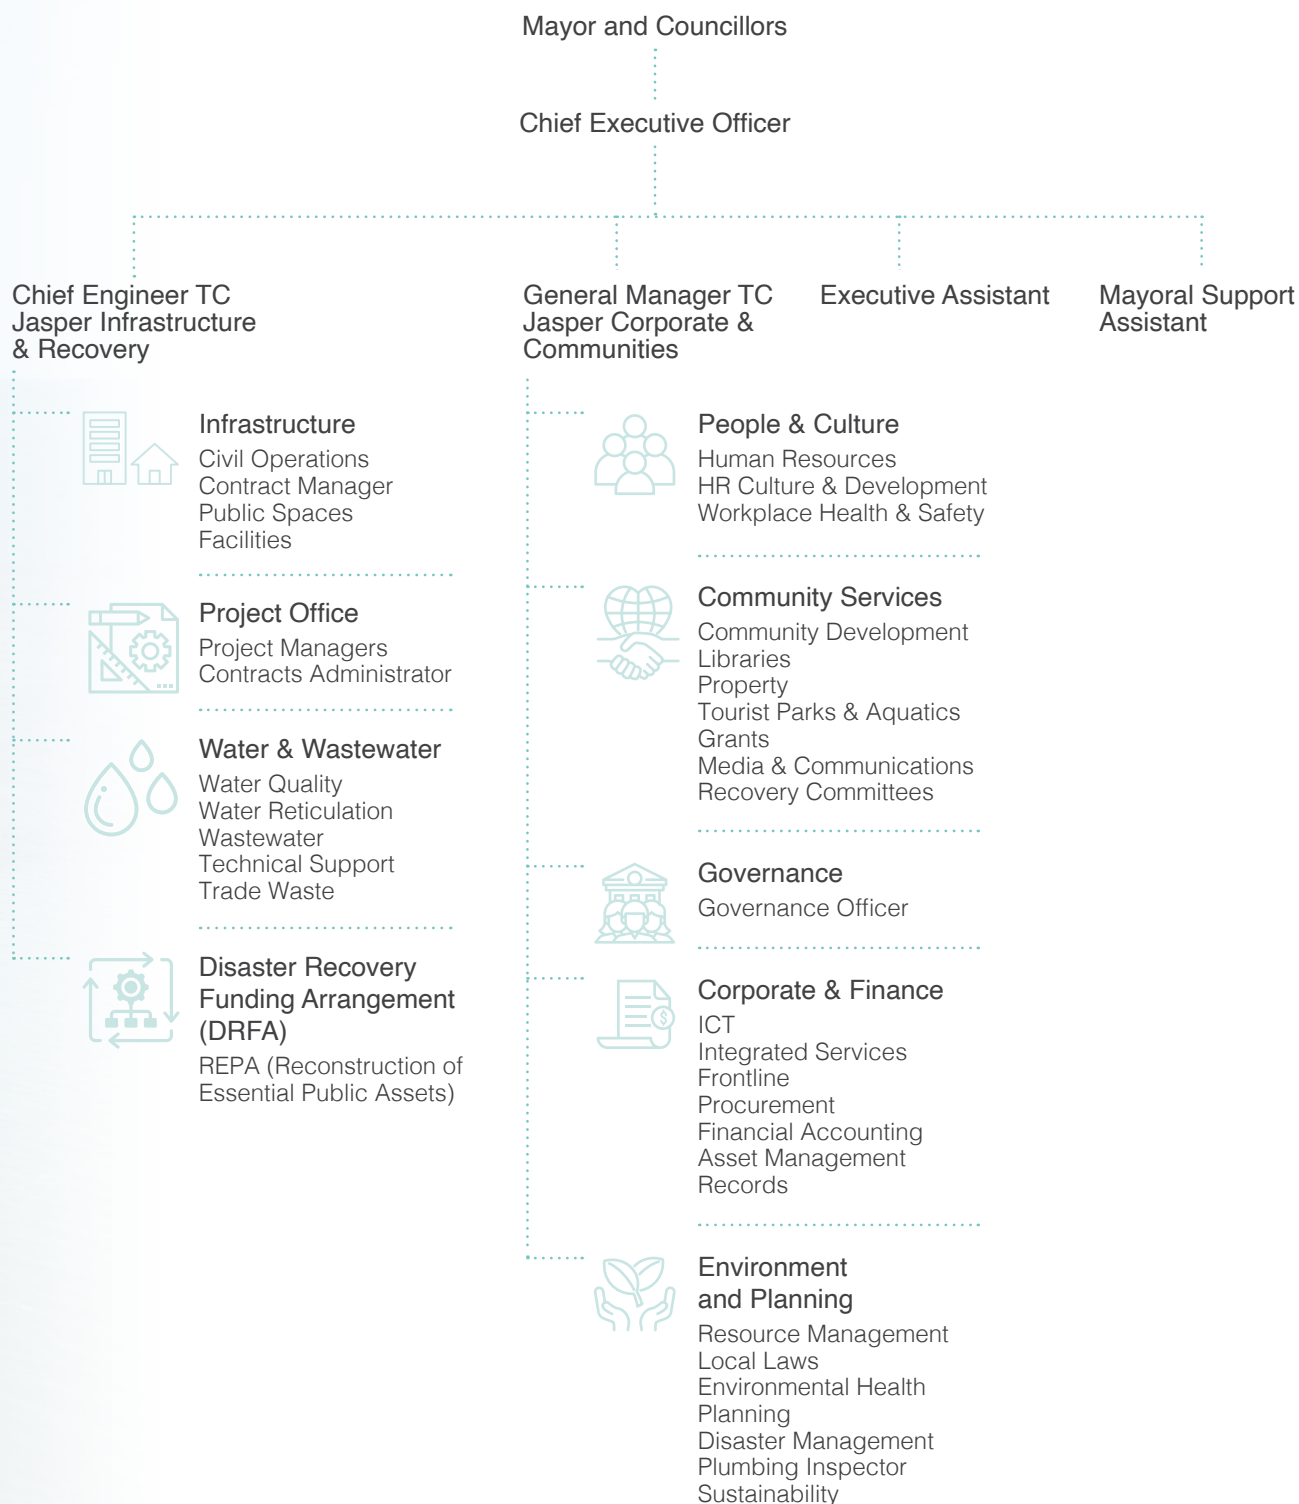 Mayor and Councillors
Chief Executive Officer
Chief Engineer TC
Jasper Infrastructure
& Recovery
General Manager TC
Jasper Corporate &
Communities
Executive Assistant
Mayoral Support
Assistant
Infrastructure
Civil Operations
Contract Manager
Public Spaces
Facilities
Project Office
Project Managers
Contracts Administrator
Water & Wastewater
Water Quality
Water Reticulation
Wastewater
Technical Support
Trade Waste
Disaster Recovery
Funding Arrangement
(DRFA)
REPA (Reconstruction of
Essential Public Assets)
People & Culture
Human Resources
HR Culture & Development
Workplace Health & Safety
Community Services
Community Development
Libraries
Property
Tourist Parks & Aquatics
Grants
Media & Communications
Recovery Committees
Governance
Governance Officer
Corporate & Finance
ICT
Integrated Services
Frontline
Procurement
Financial Accounting
Asset Management
Records
Environment
and Planning
Resource Management
Local Laws
Environmental Health
Planning
Disaster Management
Plumbing Inspector
Sustainability